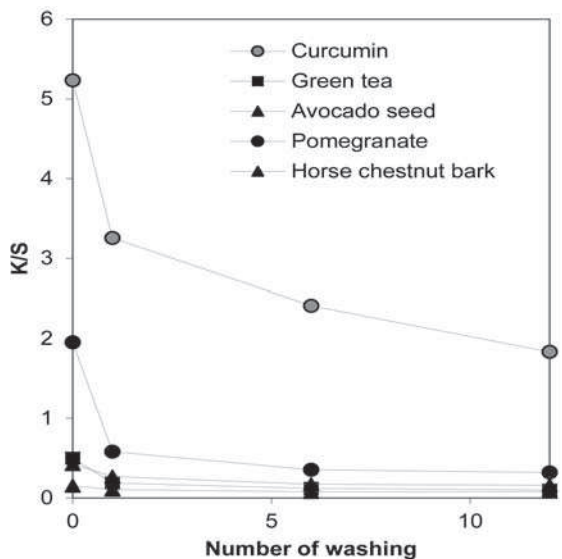 6
5
4
3
2
1
0
K/S
Curcumin
Green tea
Avocado seed
Pomegranate
Horse chestnut bark
0 5 10
Number of washing